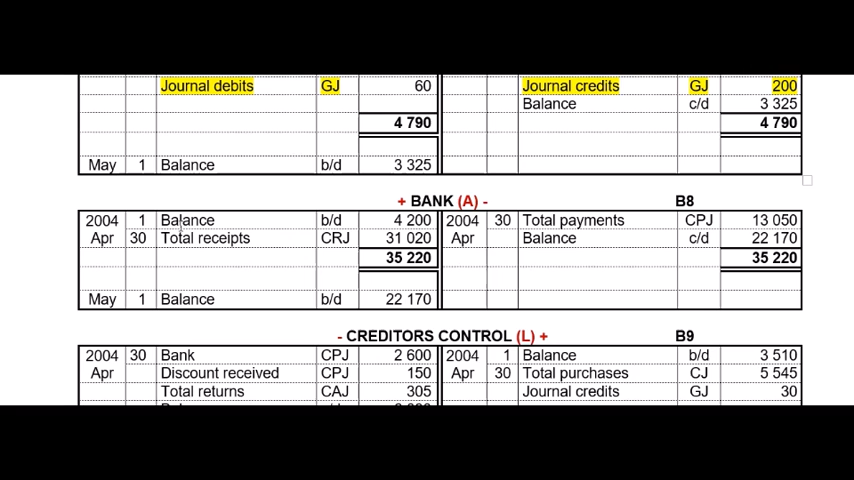 Journal debits GJ 60 Journal credits GJ 200
Balance c/d 3 325
4 790 4 790
May 1 Balance b/d 3 325
+ BANK (A) - B8
2004 1 Balance b/d 4 200 2004 30 Total payments CPJ 13 050
Apr 30 Total receipts CRJ 31 020 Apr Balance c/d 22 170
35 220 35 220
May 1 Balance b/d 22 170
- CREDITORS CONTROL (L) + B9
2004 30 Bank CPJ 2 600 2004 1 Balance b/d 3 510
Apr Discount received CPJ 150 Apr 30 Total purchases CJ 5 545
Total returns CAJ 305 Journal credits GJ 30